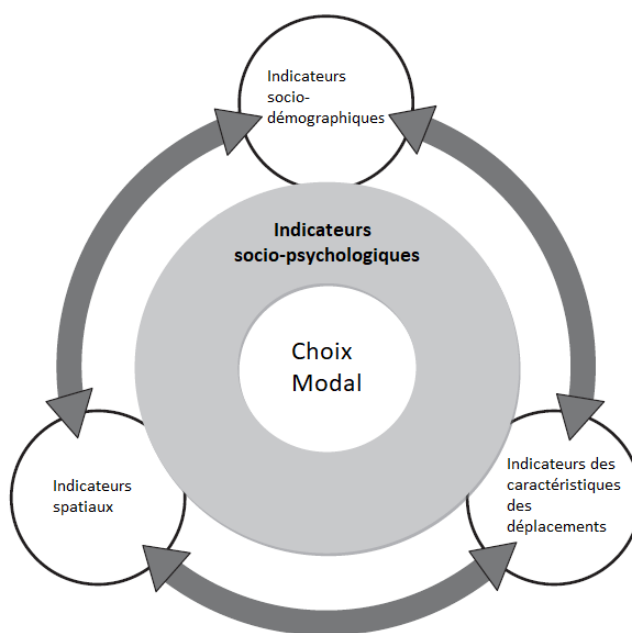 Indicateurs
socio-
démographiques
Indicateurs
socio-psychologiques
Choix
Modal
Indicateurs
spatiaux
Indicateurs des
caractéristiques
des
déplacements